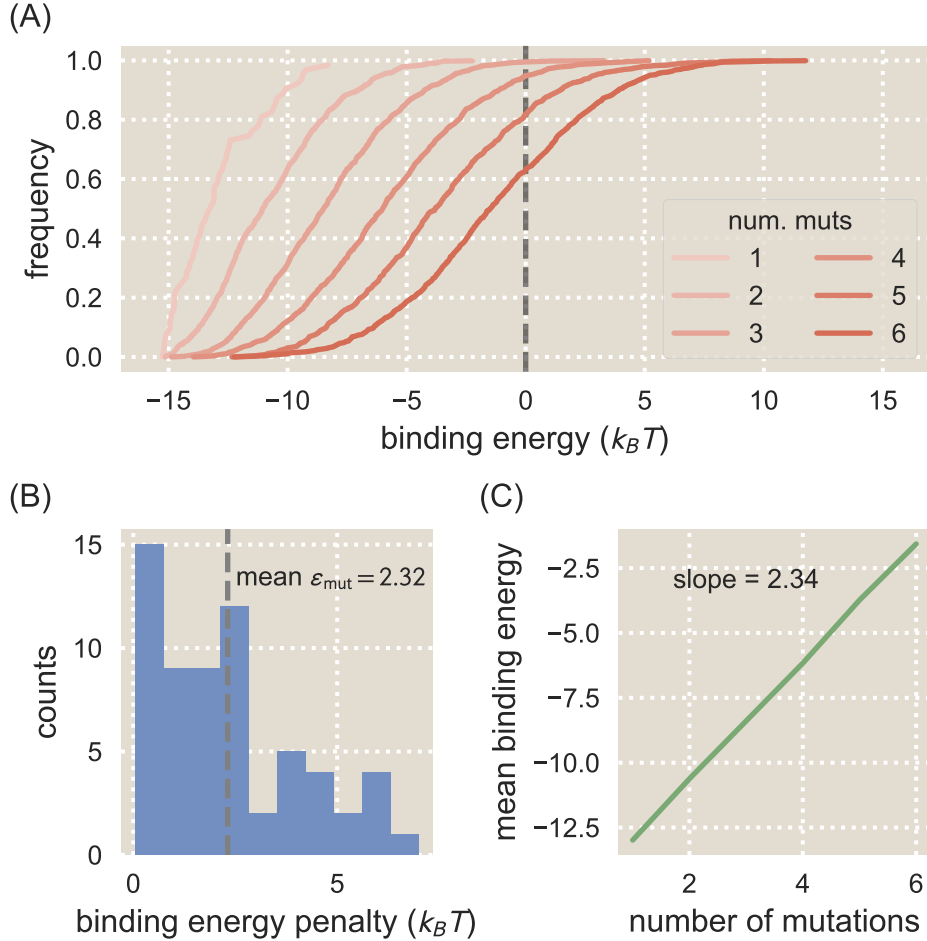 (A)
frequency
1.0
0.8
0.6
0.4
0.2
0.0
num. muts
1 4
2 5
3 6
−15 −10 −5 0 5 10 15
binding energy (k_BT)
(B)
counts
15
10
5
0
mean ε_mut = 2.32
0 5
binding energy penalty (k_BT)
(C)
mean binding energy
−2.5
−5.0
−7.5
−10.0
−12.5
slope = 2.34
2 4 6
number of mutations